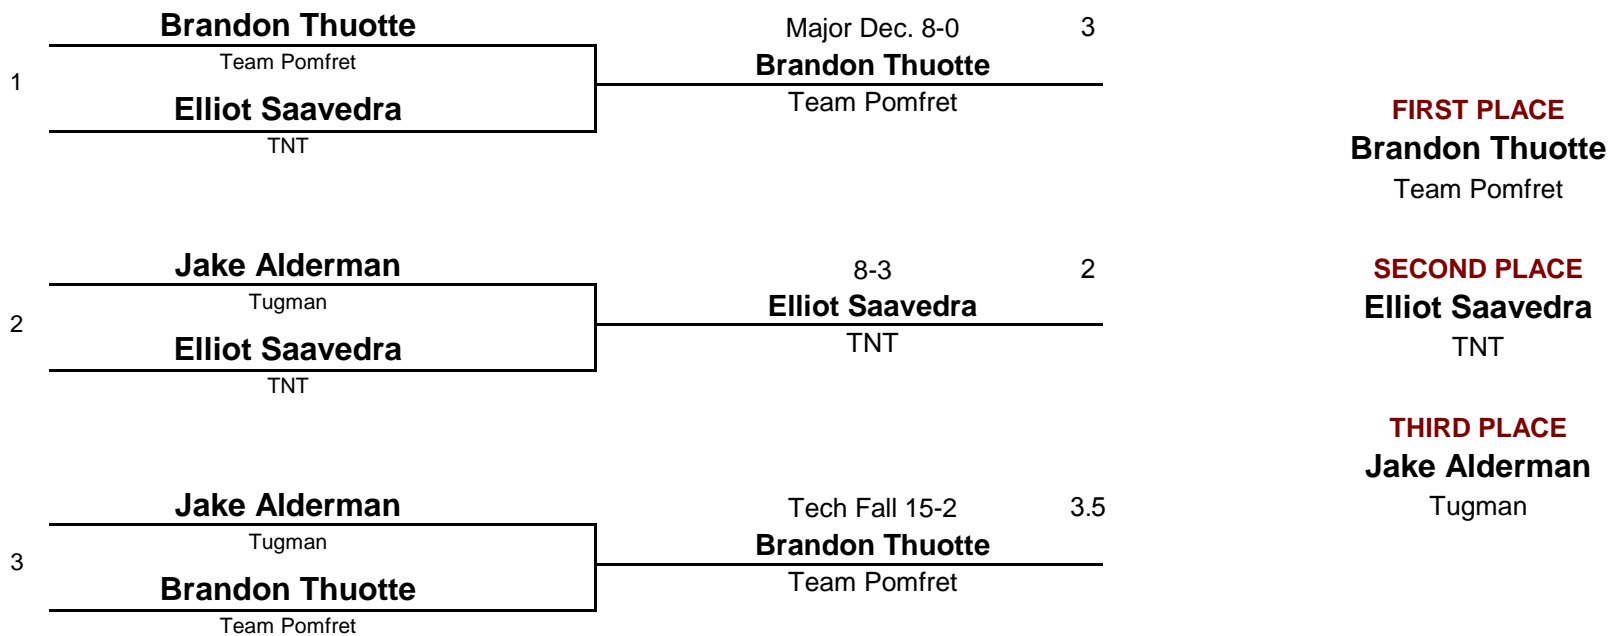 Brandon Thuotte
Team Pomfret
1
Elliot Saavedra
TNT
Major Dec. 8-0 3
Brandon Thuotte
Team Pomfret
Jake Alderman
Tugman
2
Elliot Saavedra
TNT
8-3 2
Elliot Saavedra
TNT
Jake Alderman
Tugman
3
Brandon Thuotte
Team Pomfret
Tech Fall 15-2 3.5
Brandon Thuotte
Team Pomfret
FIRST PLACE
Brandon Thuotte
Team Pomfret
SECOND PLACE
Elliot Saavedra
TNT
THIRD PLACE
Jake Alderman
Tugman